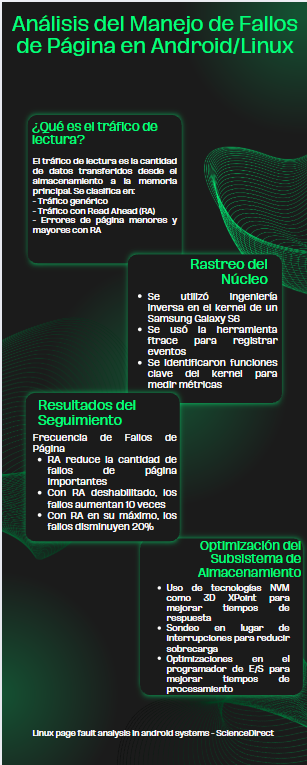 Análisis del Manejo de Fallos
de Página en Android/Linux
¿Qué es el tráfico de
lectura?
El tráfico de lectura es la cantidad
de datos transferidos desde el
almacenamiento a la memoria
principal. Se clasifica en:
- Tráfico genérico
- Tráfico con Read Ahead (RA)
- Errores de página menores y
mayores con RA
Rastreo del
Núcleo
• Se utilizó ingeniería
inversa en el kernel de un
Samsung Galaxy S6
• Se usó la herramienta
ftrace para registrar
eventos
• Se identificaron funciones
clave del kernel para
medir métricas
Resultados del
Seguimiento
Frecuencia de Fallos de
Página
• RA reduce la cantidad de
fallos de página
importantes
• Con RA deshabilitado, los
fallos aumentan 10 veces
• Con RA en su máximo, los
fallos disminuyen 20%
Optimización del
Subsistema de
Almacenamiento
• Uso de tecnologías NVM
como 3D XPoint para
mejorar tiempos de
respuesta
• Sondeo en lugar de
interrupciones para reducir
sobrecarga
• Optimizaciones en el
programador de E/S para
mejorar tiempos de
procesamiento
Linux page fault analysis in android systems - ScienceDirect